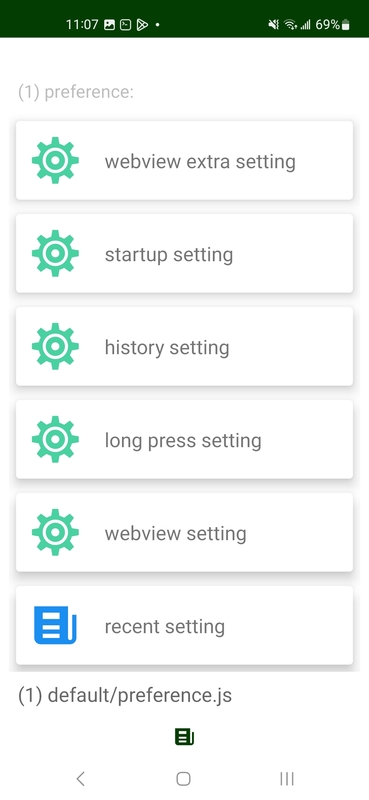 11:07 69%
(1) preference:
webview extra setting
startup setting
history setting
long press setting
webview setting
recent setting
(1) default/preference.js